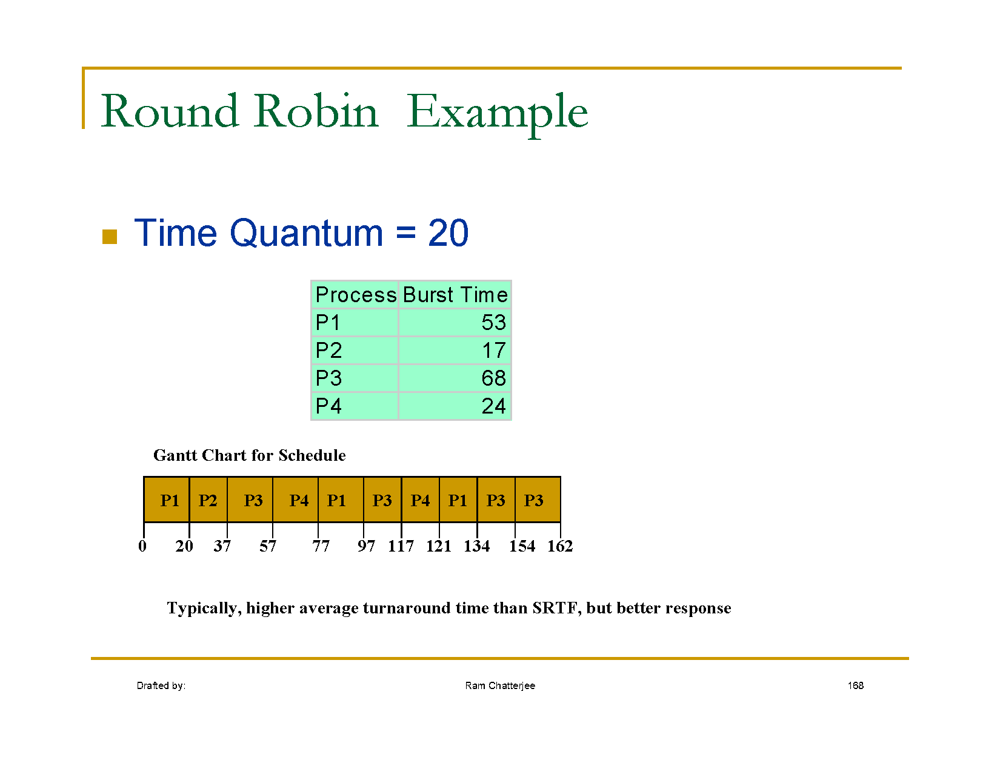 Round Robin Example
Time Quantum = 20
Process Burst Time
P1 53
P2 17
P3 68
P4 24
Gantt Chart for Schedule
P1 P2 P3 P4 P1 P3 P4 P1 P3 P3
0 20 37 57 77 97 117 121 134 154 162
Typically, higher average turnaround time than SRTF, but better response
Drafted by: Ram Chatterjee 168